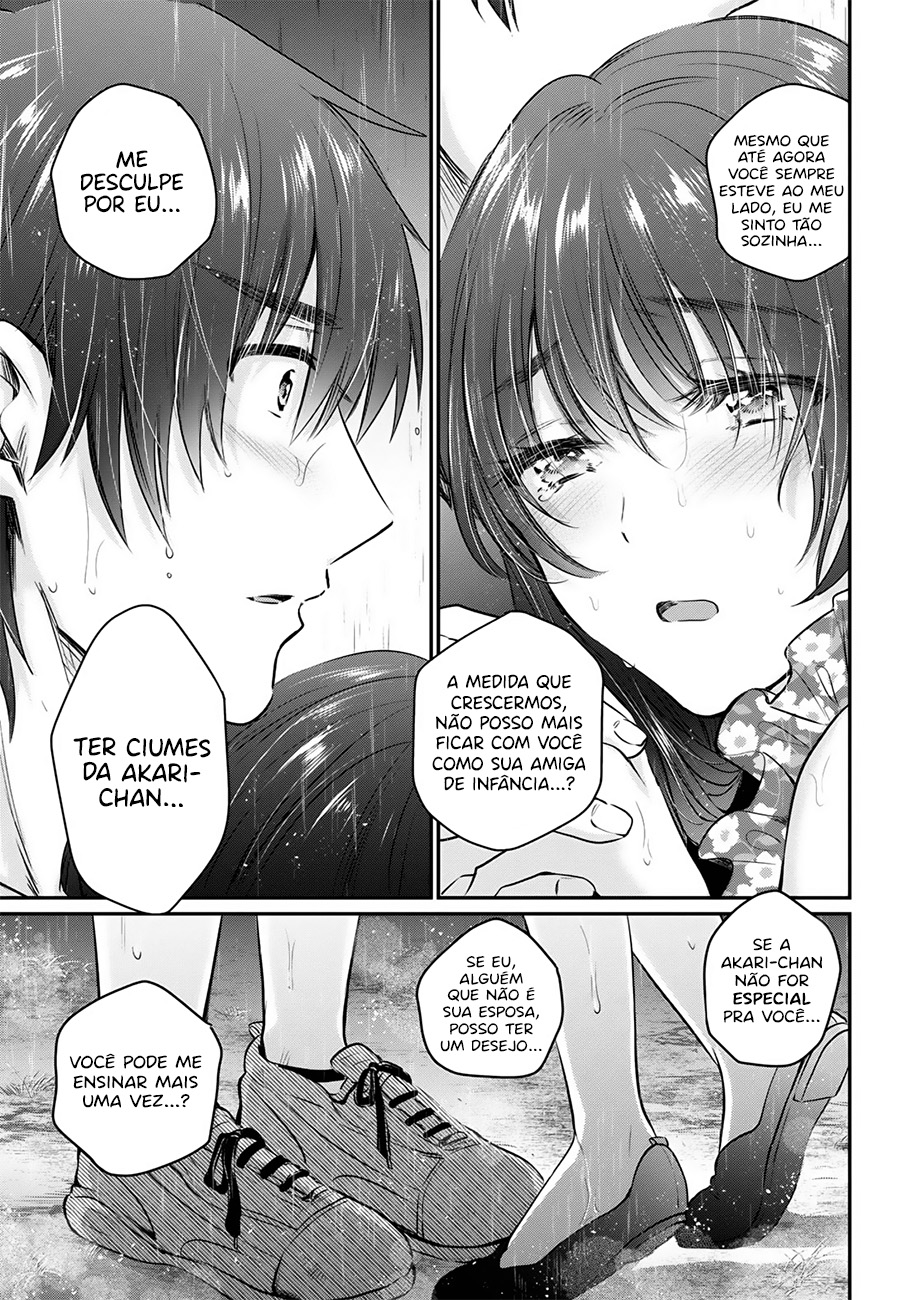 MESMO QUE
ATÉ AGORA
VOCÊ SEMPRE
ESTEVE AO MEU
LADO, EU ME
SINTO TÃO
SOZINHA...
A MEDIDA QUE
CRESCERMOS,
NÃO POSSO MAIS
FICAR COM VOCÊ
COMO SUA AMIGA
DE INFÂNCIA...?
ME
DESCULPE
POR EU...
TER CIUMES
DA AKARI-
CHAN...
SE A
AKARI-CHAN
NÃO FOR
ESPECIAL
PRA VOCÊ...
SE EU,
ALGUÉM
QUE NÃO É
SUA ESPOSA,
POSSO TER
UM DESEJO...
VOCÊ PODE ME
ENSINAR MAIS
UMA VEZ...?